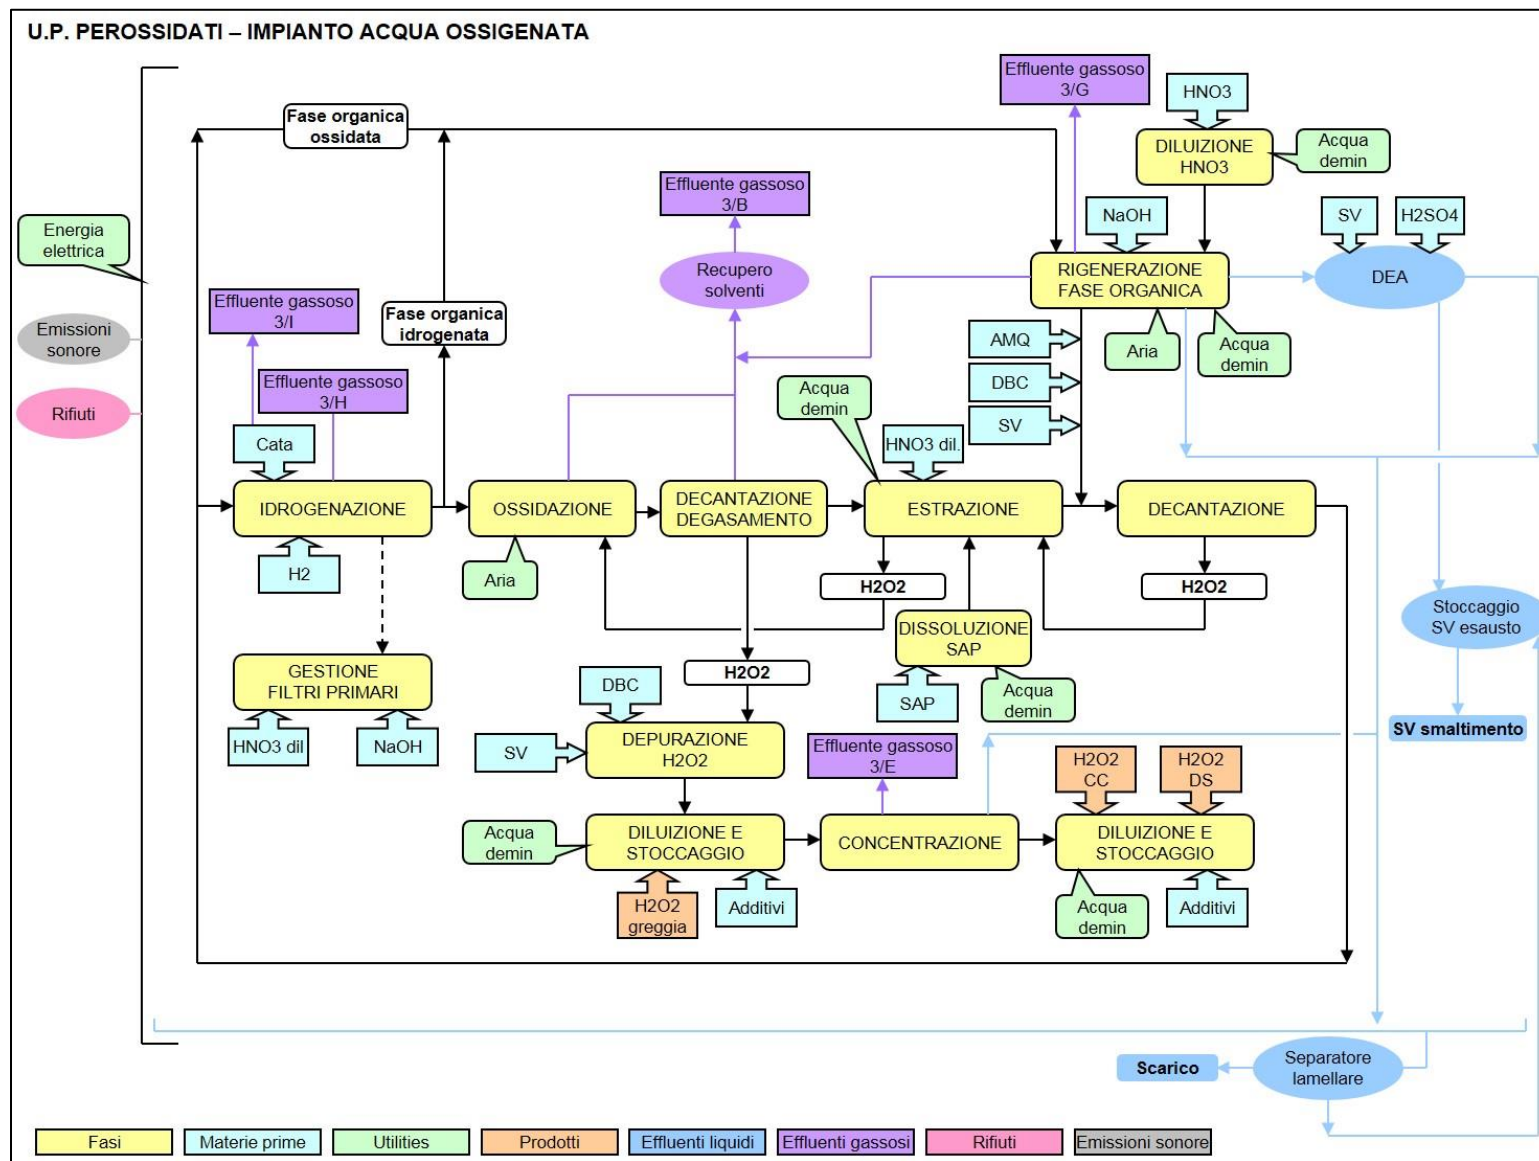 U.P. PEROSSIDATI – IMPIANTO ACQUA OSSIGENATA
Effluente gassoso
3/G
HNO3
Fase organica
ossidata
DILUIZIONE
HNO3
Acqua
demin
Effluente gassoso
3/B
NaOH
SV
H2SO4
Energia
elettrica
Recupero
solventi
RIGENERAZIONE
FASE ORGANICA
DEA
Effluente gassoso
3/I
Fase organica
idrogenata
Emissioni
sonore
AMQ
Aria
Acqua
demin
Effluente gassoso
3/H
DBC
Acqua
demin
Rifiuti
SV
Cata
HNO3 dil.
IDROGENAZIONE
OSSIDAZIONE
DECANTAZIONE
DEGASAMENTO
ESTRAZIONE
DECANTAZIONE
H2
Aria
H2O2
H2O2
Stoccaggio
SV esausto
DISSOLUZIONE
SAP
GESTIONE
FILTRI PRIMARI
H2O2
DBC
SAP
Acqua
demin
SV smaltimento
HNO3 dil
NaOH
SV
DEPURAZIONE
H2O2
Effluente gassoso
3/E
H2O2
CC
H2O2
DS
Acqua
demin
DILUIZIONE E
STOCCAGGIO
CONCENTRAZIONE
DILUIZIONE E
STOCCAGGIO
H2O2
greggia
Additivi
Acqua
demin
Additivi
Scarico
Separatore
lamellare
Fasi
Materie prime
Utilities
Prodotti
Effluenti liquidi
Effluenti gassosi
Rifiuti
Emissioni sonore